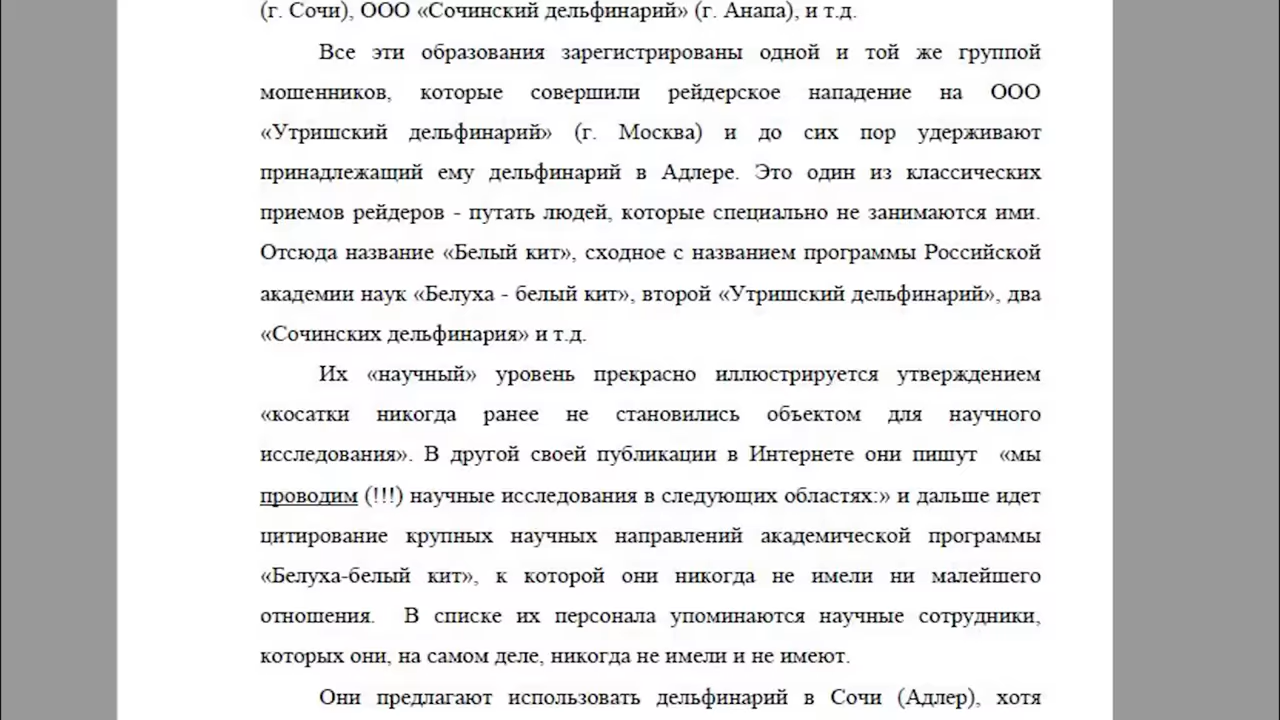 (г. Сочи), ООО «Сочинский дельфинарий» (г. Анапа), и т.д.
Все эти образования зарегистрированы одной и той же группой
мошенников, которые совершили рейдерское нападение на ООО
«Утришский дельфинарий» (г. Москва) и до сих пор удерживают
принадлежащий ему дельфинарий в Адлере. Это один из классических
приемов рейдеров - путать людей, которые специально не занимаются ими.
Отсюда название «Белый кит», сходное с названием программы Российской
академии наук «Белуха - белый кит», второй «Утришский дельфинарий», два
«Сочинских дельфинария» и т.д.
Их «научный» уровень прекрасно иллюстрируется утверждением
«косатки никогда ранее не становились объектом для научного
исследования». В другой своей публикации в Интернете они пишут «мы
проводим (!!!) научные исследования в следующих областях:» и дальше идет
цитирование крупных научных направлений академической программы
«Белуха-белый кит», к которой они никогда не имели ни малейшего
отношения. В списке их персонала упоминаются научные сотрудники,
которых они, на самом деле, никогда не имели и не имеют.
Они предлагают использовать дельфинарий в Сочи (Адлер), хотя